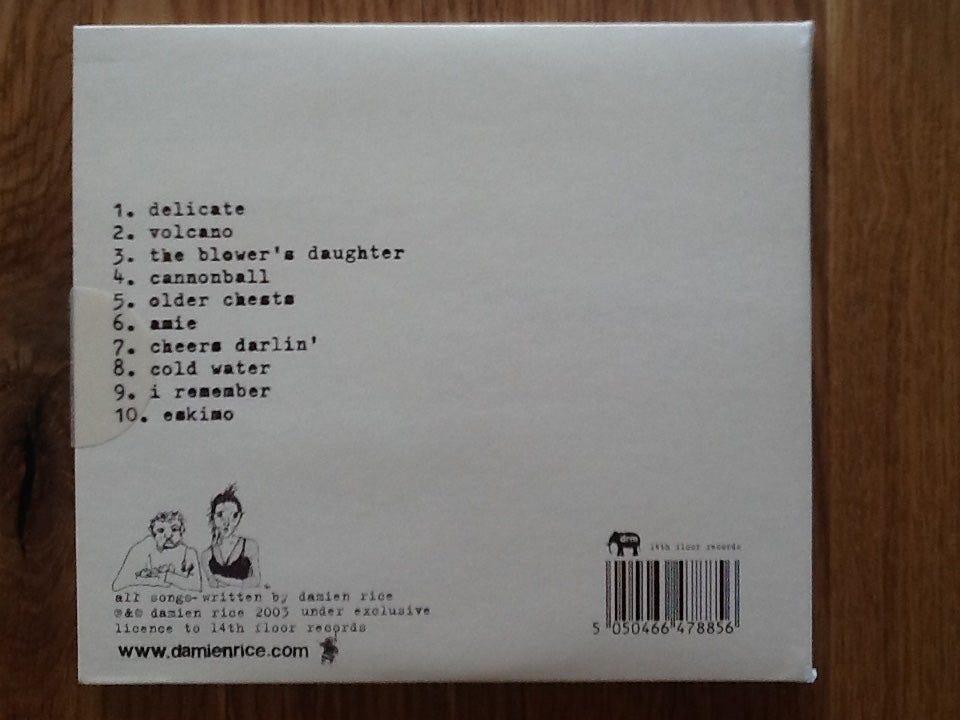 1. delicate
2. volcano
3. the blower's daughter
4. cannonball
5. older chests
6. amie
7. cheers darlin'
8. cold water
9. i remember
10. eskimo
all songs written by damien rice
℗&© damien rice 2003 under exclusive
licence to 14th floor records
www.damienrice.com
drm
14th floor records
5 050466 478856